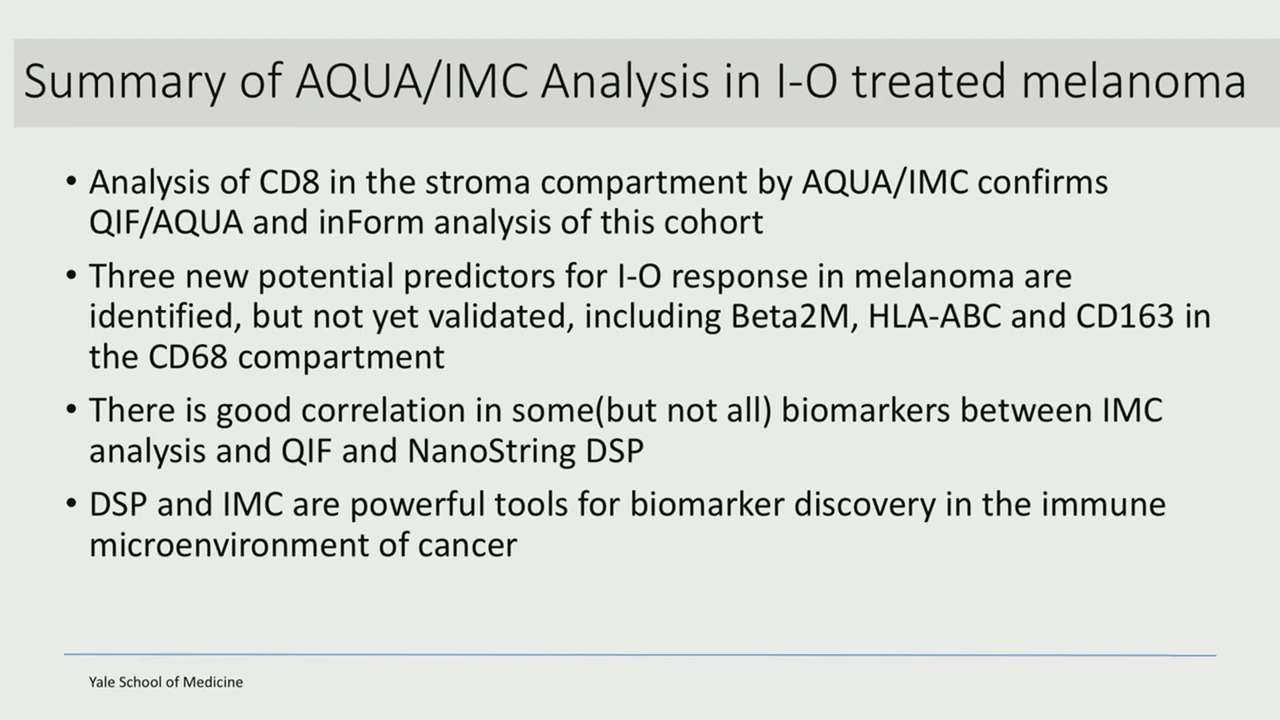 Summary of AQUA/IMC Analysis in I-O treated melanoma
• Analysis of CD8 in the stroma compartment by AQUA/IMC confirms
QIF/AQUA and inForm analysis of this cohort
• Three new potential predictors for I-O response in melanoma are
identified, but not yet validated, including Beta2M, HLA-ABC and CD163 in
the CD68 compartment
• There is good correlation in some(but not all) biomarkers between IMC
analysis and QIF and NanoString DSP
• DSP and IMC are powerful tools for biomarker discovery in the immune
microenvironment of cancer
Yale School of Medicine